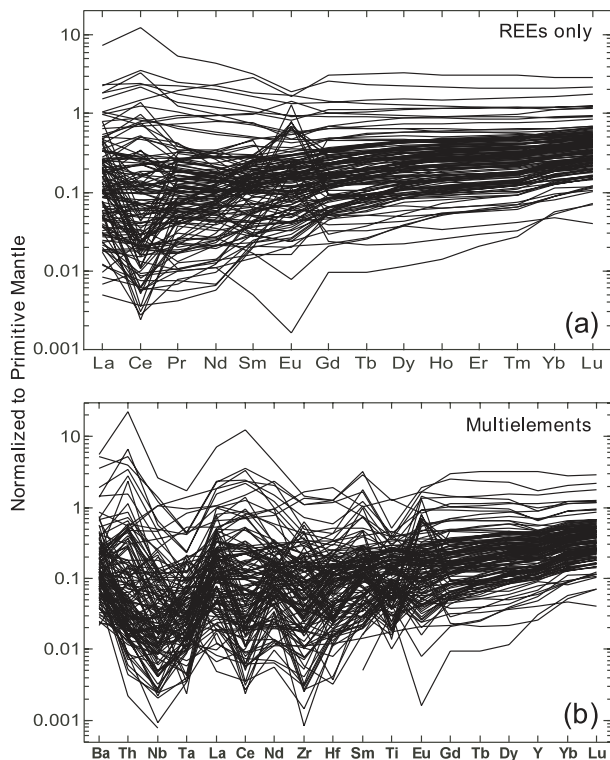 Normalized to Primitive Mantle
REEs only
10
1
0.1
0.01
0.001
(a)
La Ce Pr Nd Sm Eu Gd Tb Dy Ho Er Tm Yb Lu
Multielements
10
1
0.1
0.01
0.001
(b)
Ba Th Nb Ta La Ce Nd Zr Hf Sm Ti Eu Gd Tb Dy Y Yb Lu